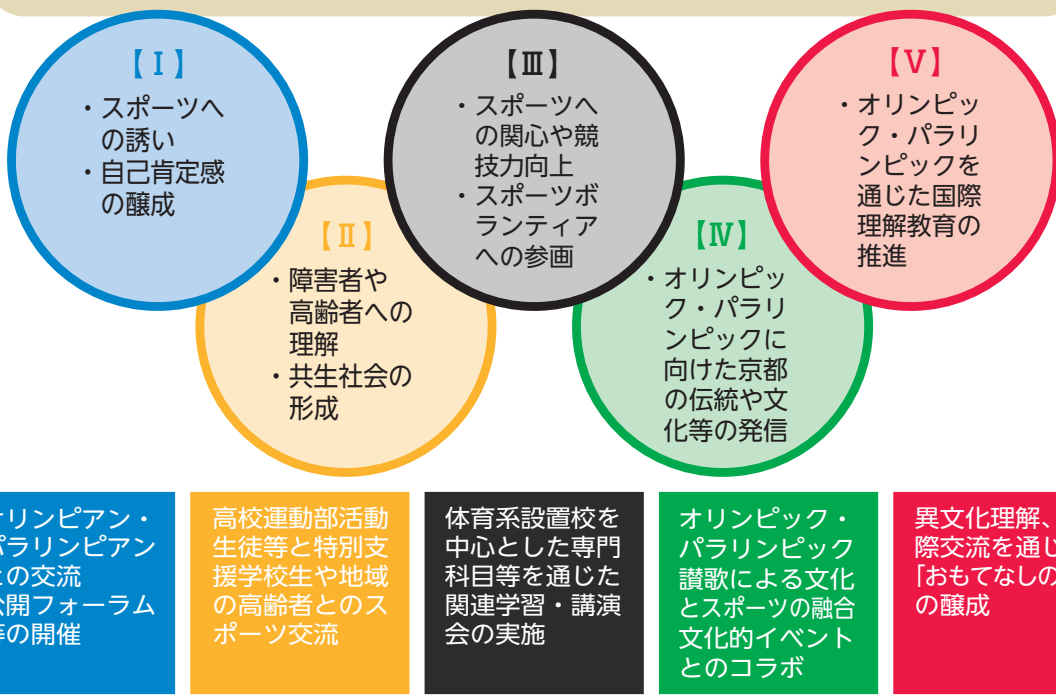 【Ⅰ】
・スポーツへ
の誘い
・自己肯定感
の醸成
【Ⅱ】
・障害者や
高齢者への
理解
・共生社会の
形成
【Ⅲ】
・スポーツへ
の関心や競
技力向上
・スポーツボ
ランティア
への参画
【Ⅳ】
・オリンピッ
ク・パラリ
ンピックに
向けた京都
の伝統や文
化等の発信
【Ⅴ】
・オリンピッ
ク・パラリ
ンピックを
通じた国際
理解教育の
推進
オリンピアン・
パラリンピアン
との交流
公開フォーラム
等の開催
高校運動部活動
生徒等と特別支
援学校生や地域
の高齢者とのス
ポーツ交流
体育系設置校を
中心とした専門
科目等を通じた
関連学習・講演
会の実施
オリンピック・
パラリンピック
讃歌による文化
とスポーツの融合
文化的イベント
とのコラボ
異文化理解、
際交流を通じ
「おもてなしの
の醸成